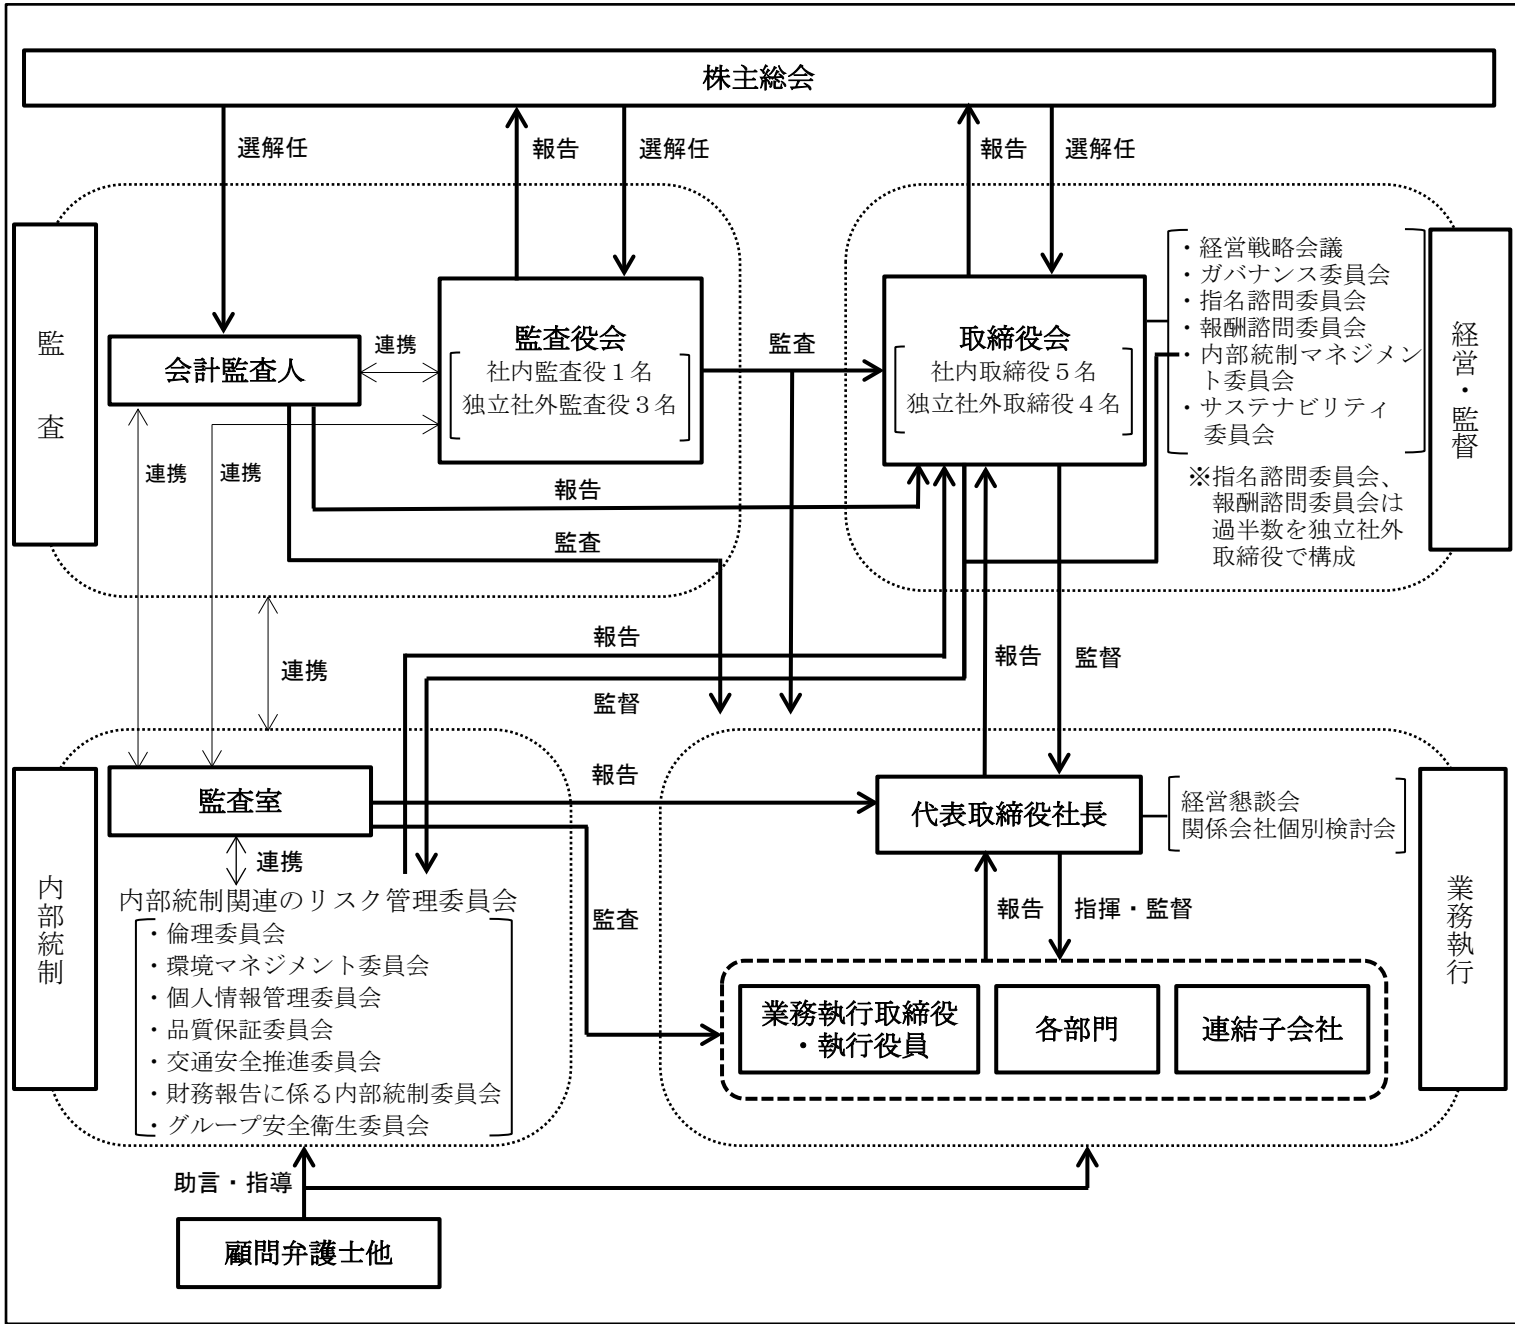 株主総会
選解任
報告
選解任
報告
選解任
監査
会計監査人
連携
監査役会
社内監査役１名
独立社外監査役３名
監査
取締役会
社内取締役５名
独立社外取締役４名
・経営戦略会議
・ガバナンス委員会
・指名諮問委員会
・報酬諮問委員会
・内部統制マネジメン
ト委員会
・サステナビリティ
委員会
※指名諮問委員会、
報酬諮問委員会は
過半数を独立社外
取締役で構成
経営・監督
連携
連携
報告
監査
連携
報告
監督
報告
監督
内部統制
監査室
報告
代表取締役社長
経営懇談会
関係会社個別検討会
連携
内部統制関連のリスク管理委員会
・倫理委員会
・環境マネジメント委員会
・個人情報管理委員会
・品質保証委員会
・交通安全推進委員会
・財務報告に係る内部統制委員会
・グループ安全衛生委員会
監査
報告
指揮・監督
業務執行取締役
・執行役員
各部門
連結子会社
業務執行
助言・指導
顧問弁護士他